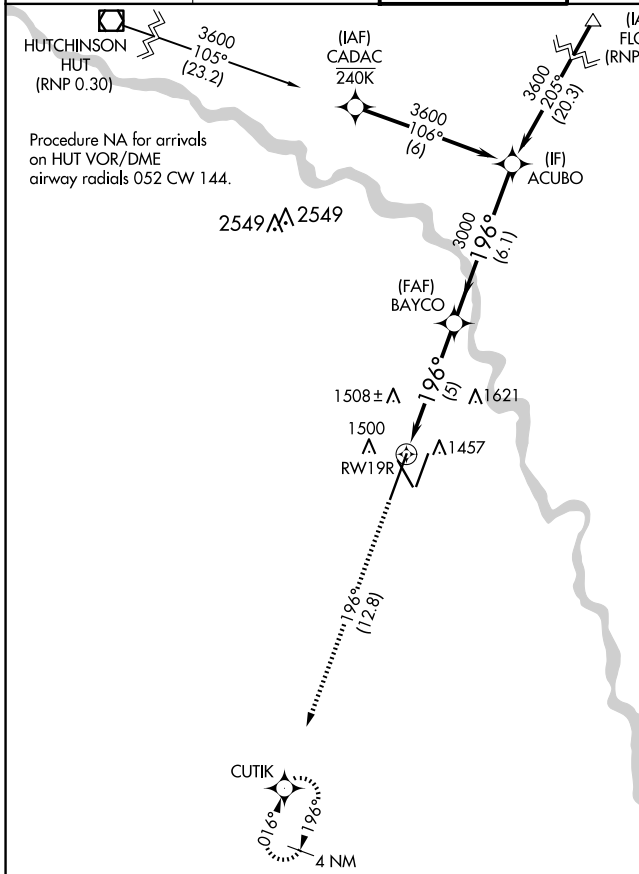 HUTCHINSON
HUT
(RNP 0.30)
3600
105°
(23.2)
(IAF)
CADAC
240K
3600
106°
(6)
(IA
FLO
(RNP
3600
205°
(20.3)
(IF)
ACUBO
Procedure NA for arrivals
on HUT VOR/DME
airway radials 052 CW 144.
2549 2549
3000
196°
(6.1)
(FAF)
BAYCO
196°
(5)
1508±
1621
1500
1457
RW19R
196°
(12.8)
CUTIK
016°
196°
4 NM